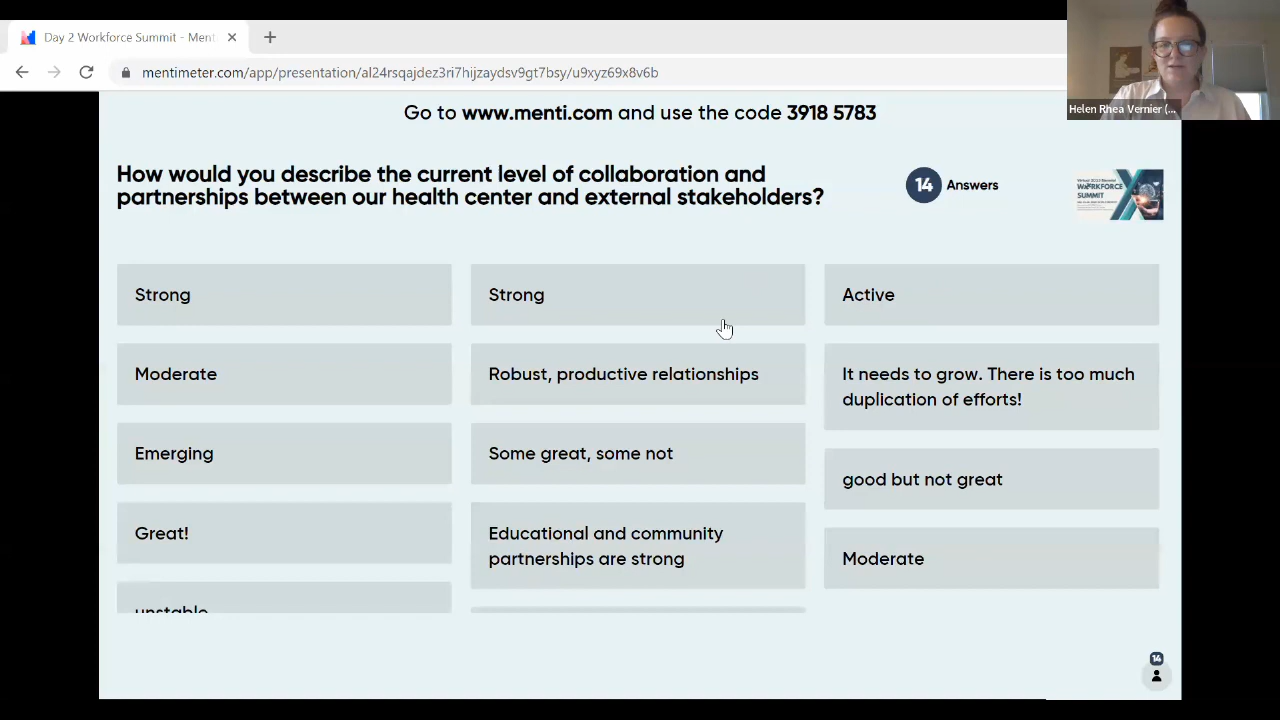 Day 2 Workforce Summit - Ment
mentimeter.com/app/presentation/al24rsqajdez3ri7hijzaydsv9gt7bsy/u9xyz69x8v6b
Helen Rhea Vernier (...
Go to www.menti.com and use the code 3918 5783
How would you describe the current level of collaboration and
partnerships between our health center and external stakeholders?
14 Answers
WORKFORCE
SUMMIT
Strong
Strong
Active
Moderate
Robust, productive relationships
It needs to grow. There is too much
duplication of efforts!
Emerging
Some great, some not
good but not great
Great!
Educational and community
partnerships are strong
Moderate
unstable
14